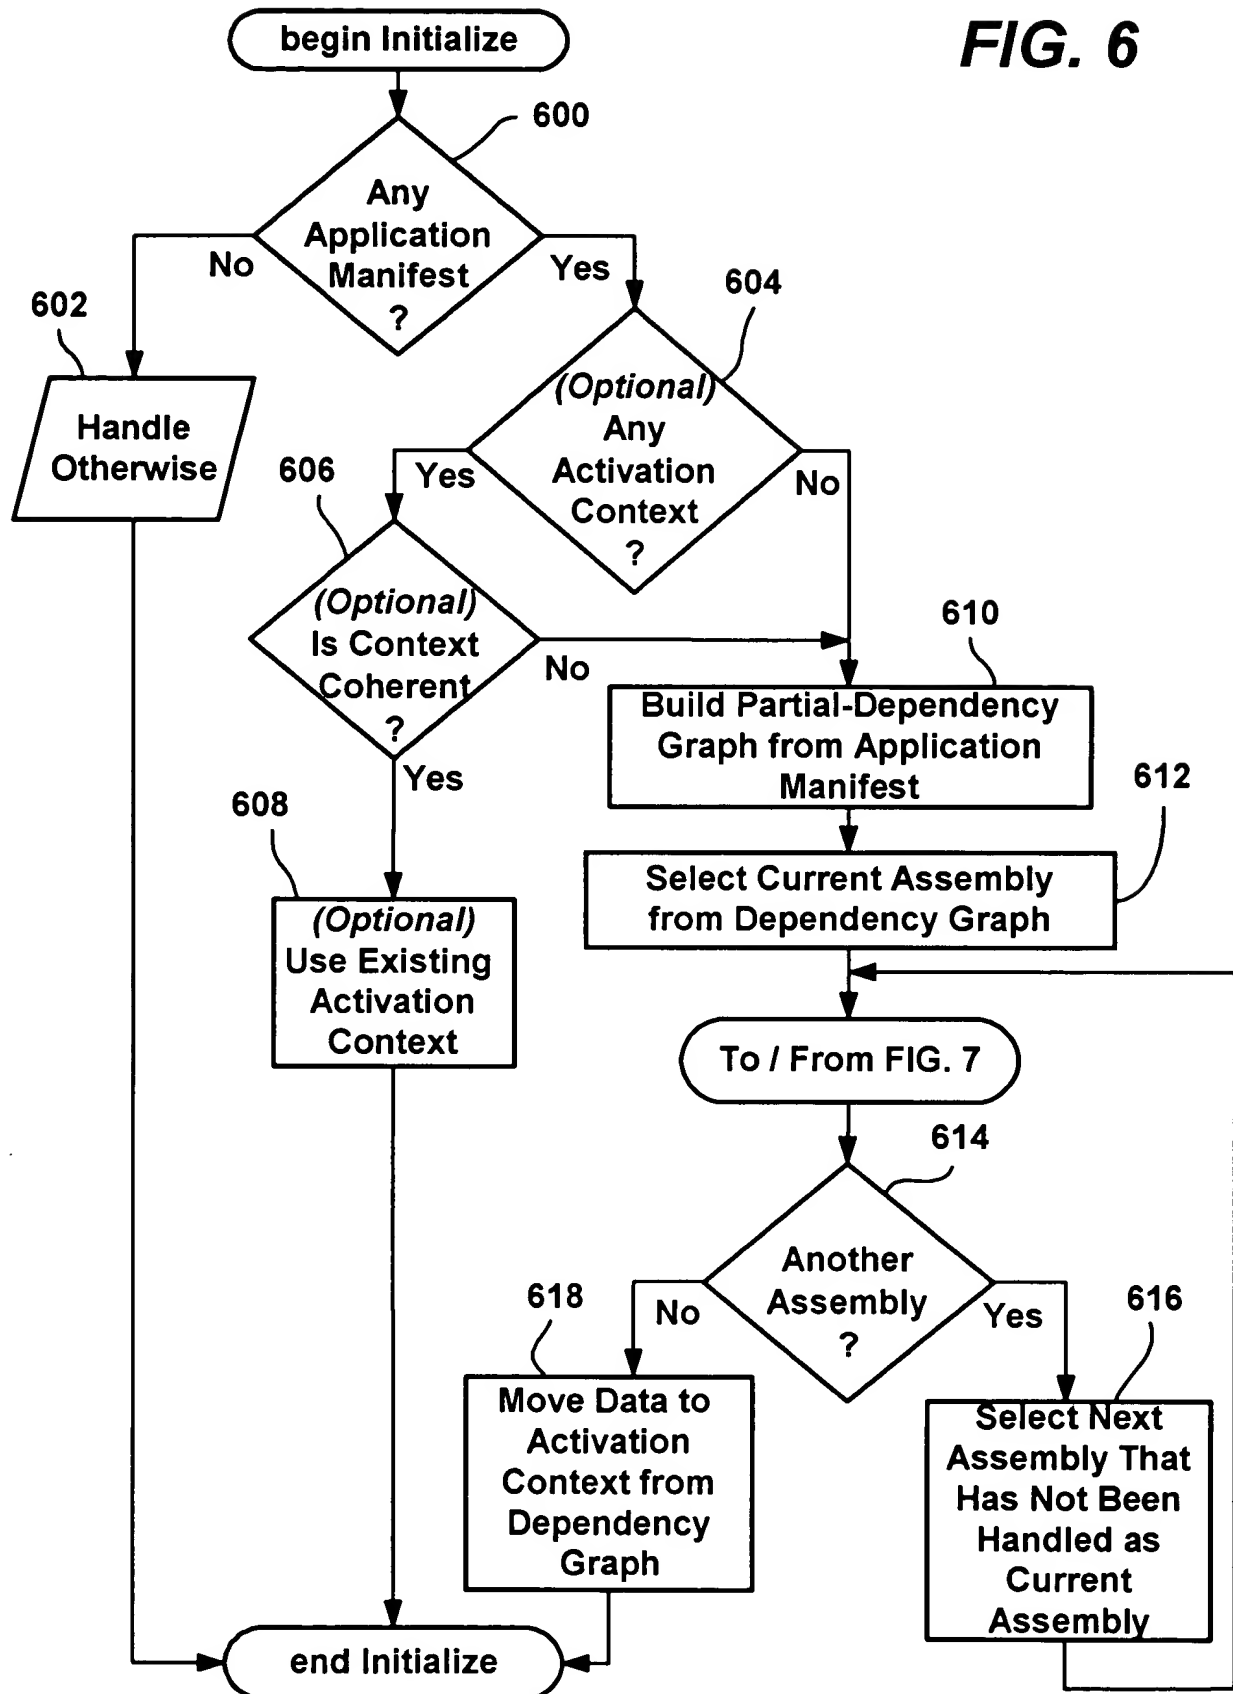 begin Initialize
FIG. 6
600
Any
Application
Manifest
?
No
Yes
602
604
Handle
Otherwise
(Optional)
Any
Activation
Context
?
Yes
No
606
(Optional)
Is Context
Coherent
?
No
Yes
610
Build Partial-Dependency
Graph from Application
Manifest
612
608
Select Current Assembly
from Dependency Graph
(Optional)
Use Existing
Activation
Context
To / From FIG. 7
614
Another
Assembly
?
No
Yes
618
616
Move Data to
Activation
Context from
Dependency
Graph
Select Next
Assembly That
Has Not Been
Handled as
Current
Assembly
end Initialize